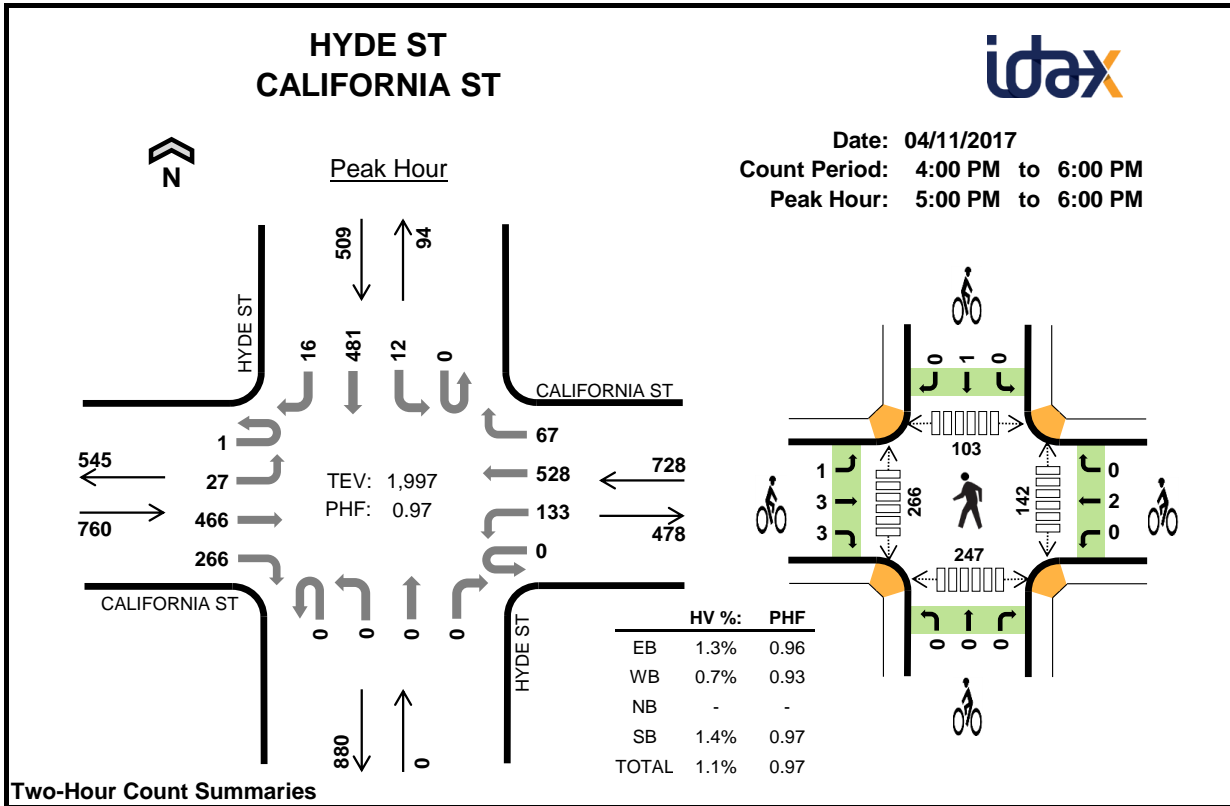 HYDE ST
CALIFORNIA ST
idax
Date: 04/11/2017
Count Period: 4:00 PM to 6:00 PM
Peak Hour: 5:00 PM to 6:00 PM
N
Peak Hour
509
94
HYDE ST
16
481
12
0
CALIFORNIA ST
1
27
466
266
545
760
TEV: 1,997
PHF: 0.97
67
528
133
0
728
478
CALIFORNIA ST
0
0
0
0
HYDE ST
880
0
HV %: PHF
EB 1.3% 0.96
WB 0.7% 0.93
NB - -
SB 1.4% 0.97
TOTAL 1.1% 0.97
0
1
0
103
1
3
3
266
142
0
2
0
247
0
0
0
Two-Hour Count Summaries